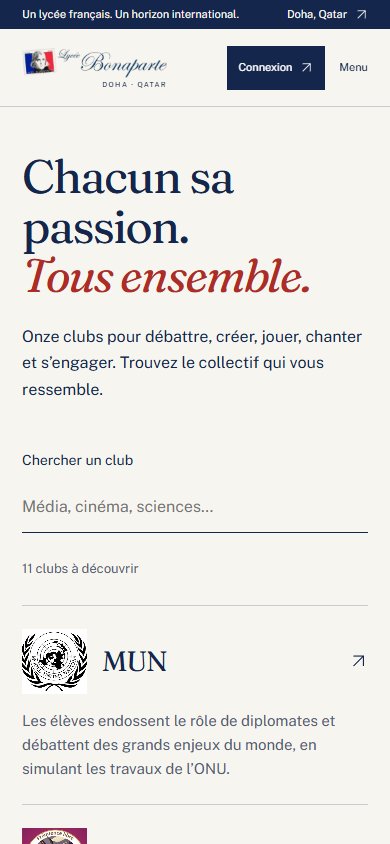 Un lycée français. Un horizon international.
Doha, Qatar
Lycée Bonaparte
DOHA · QATAR
Connexion
Menu
Chacun sa
passion.
Tous ensemble.
Onze clubs pour débattre, créer, jouer, chanter
et s’engager. Trouvez le collectif qui vous
ressemble.
Chercher un club
Média, cinéma, sciences...
11 clubs à découvrir
MUN
Les élèves endossent le rôle de diplomates et
débattent des grands enjeux du monde, en
simulant les travaux de l’ONU.